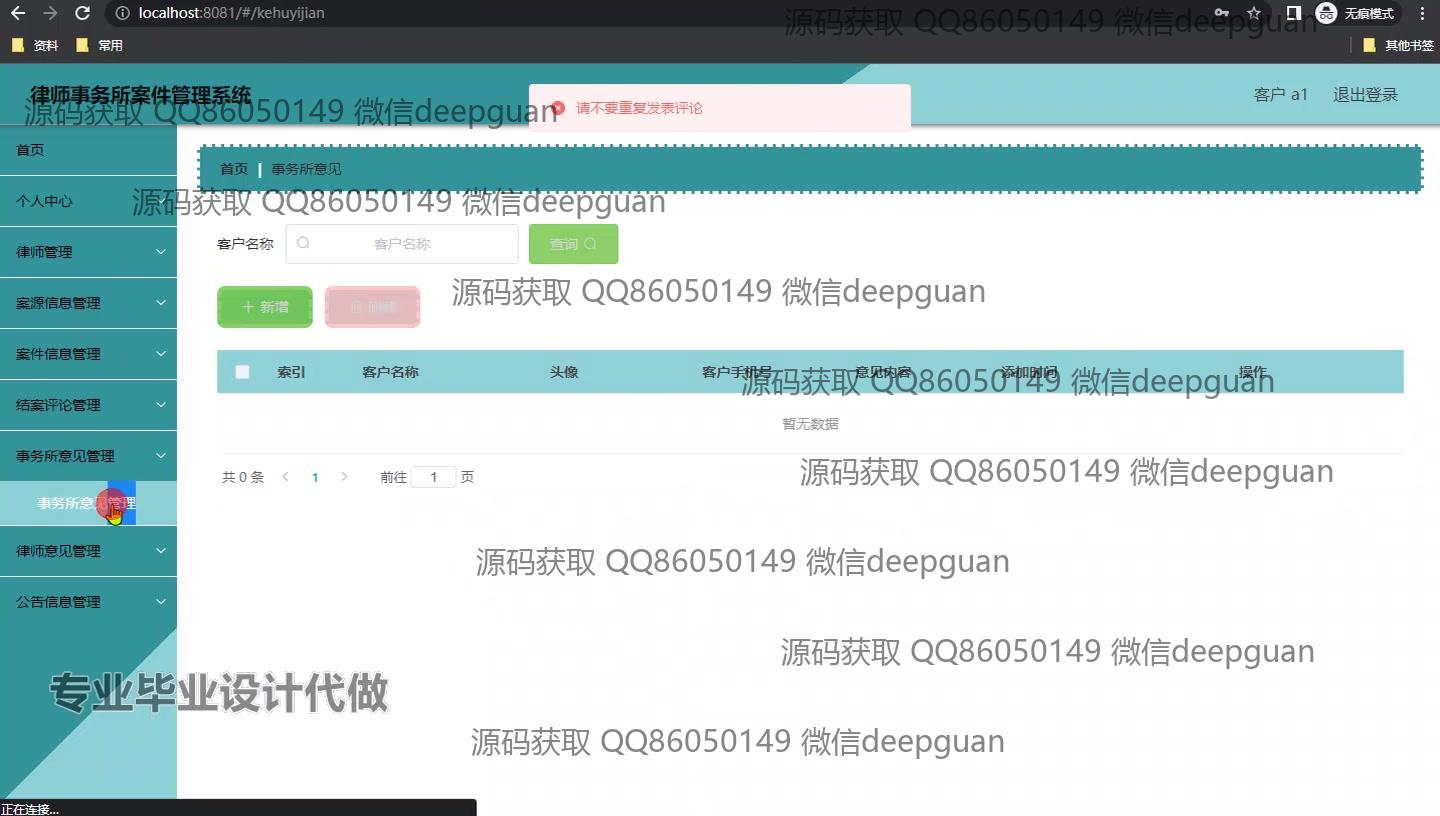 localhost:8081/#/kehuyijian
无痕模式
资料
常用
其他书签
源码获取 QQ86050149 微信deepguan
律师事务所案件管理系统
源码获取 QQ86050149 微信deepguan
请不要重复发表评论
客户 a1
退出登录
首页
首页
事务所意见
个人中心
源码获取 QQ86050149 微信deepguan
律师管理
客户名称
客户名称
查询
案源信息管理
新增
删除
源码获取 QQ86050149 微信deepguan
案件信息管理
索引
客户名称
头像
客户手机号
意见内容
添加时间
操作
源码获取 QQ86050149 微信deepguan
结案评论管理
暂无数据
事务所意见管理
共 0 条
1
前往
1
页
源码获取 QQ86050149 微信deepguan
事务所意见管理
律师意见管理
源码获取 QQ86050149 微信deepguan
公告信息管理
源码获取 QQ86050149 微信deepguan
专业毕业设计代做
源码获取 QQ86050149 微信deepguan
正在连接...